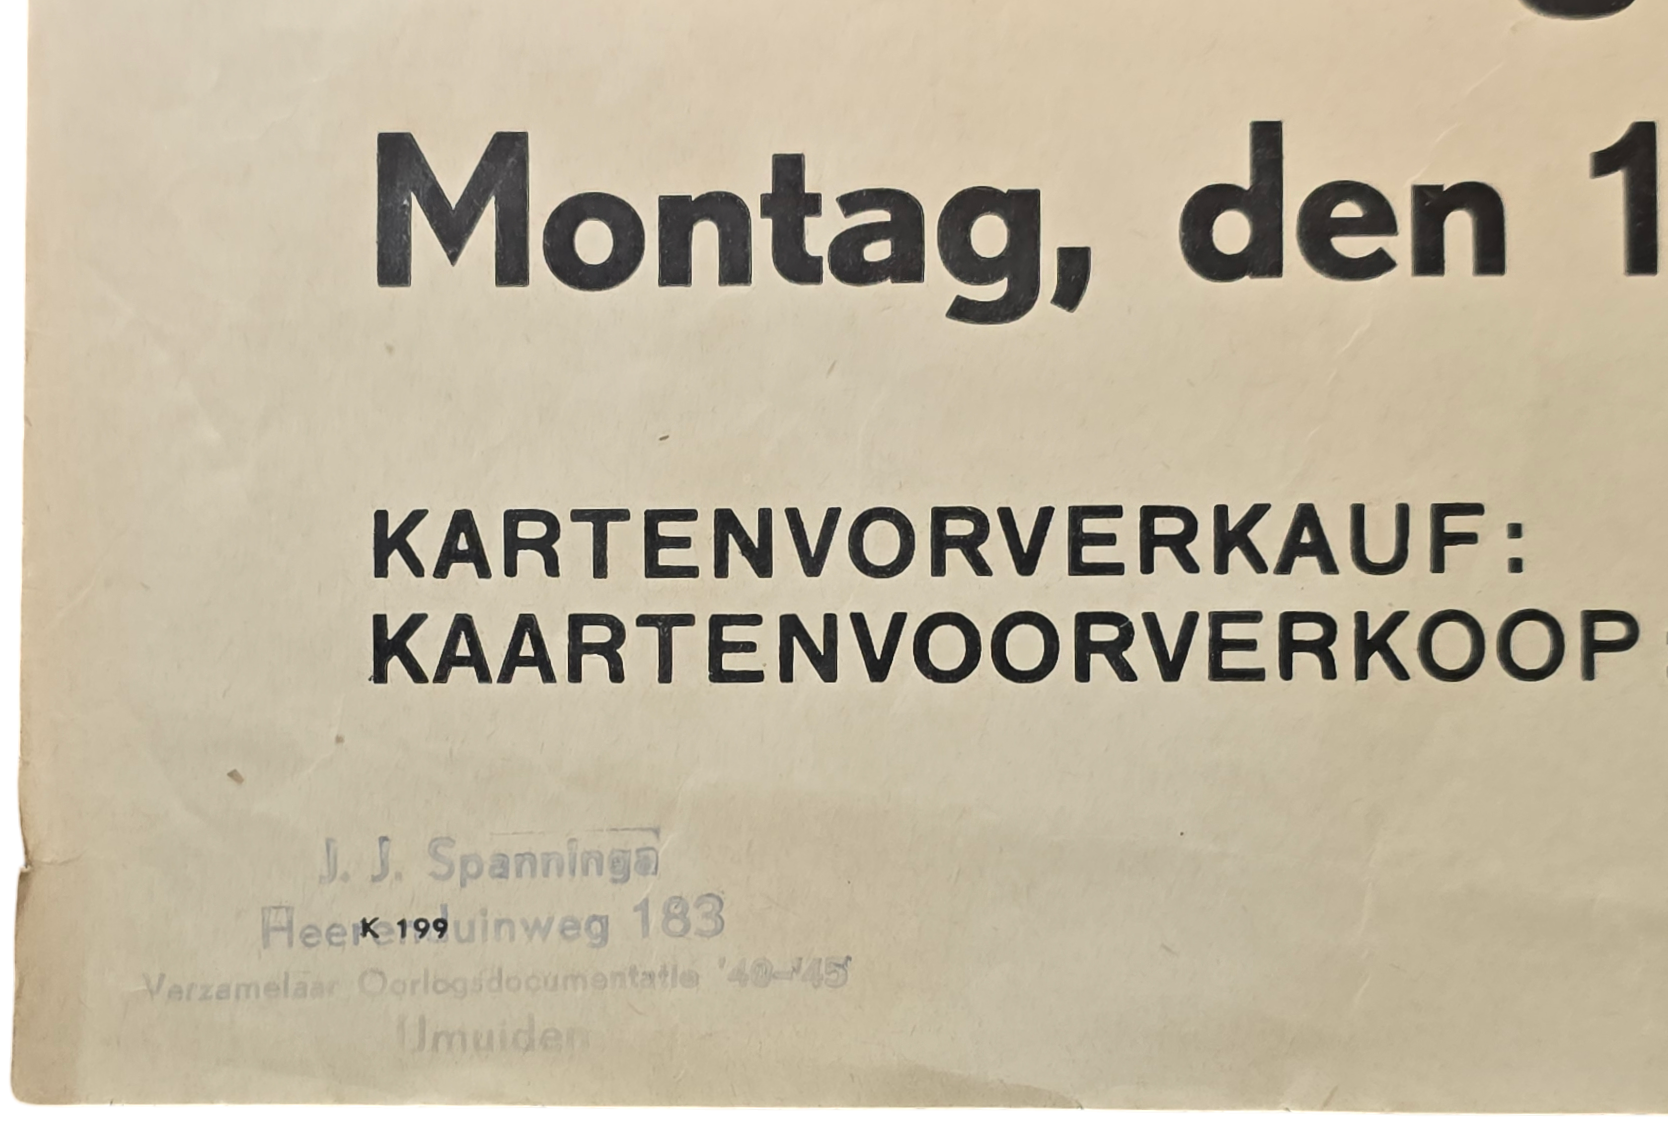 Montag, den 1
KARTENVORVERKAUF:
KAARTENVOORVERKOOP:
J. J. Spanninga
Heerenduinweg 183
K 199
Verzamelaar Oorlogsdocumentatie '40-'45
IJmuiden